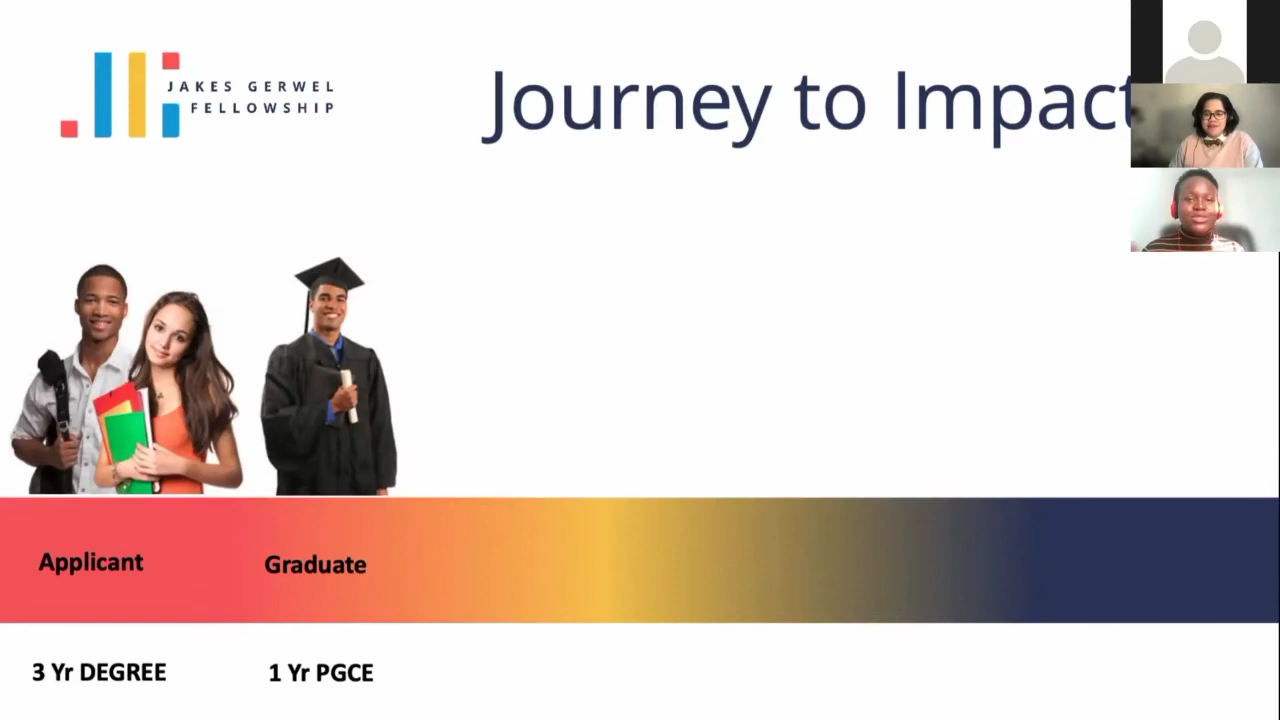 JAKES GERWEL
FELLOWSHIP
Journey to Impact
Applicant
Graduate
3 Yr DEGREE
1 Yr PGCE